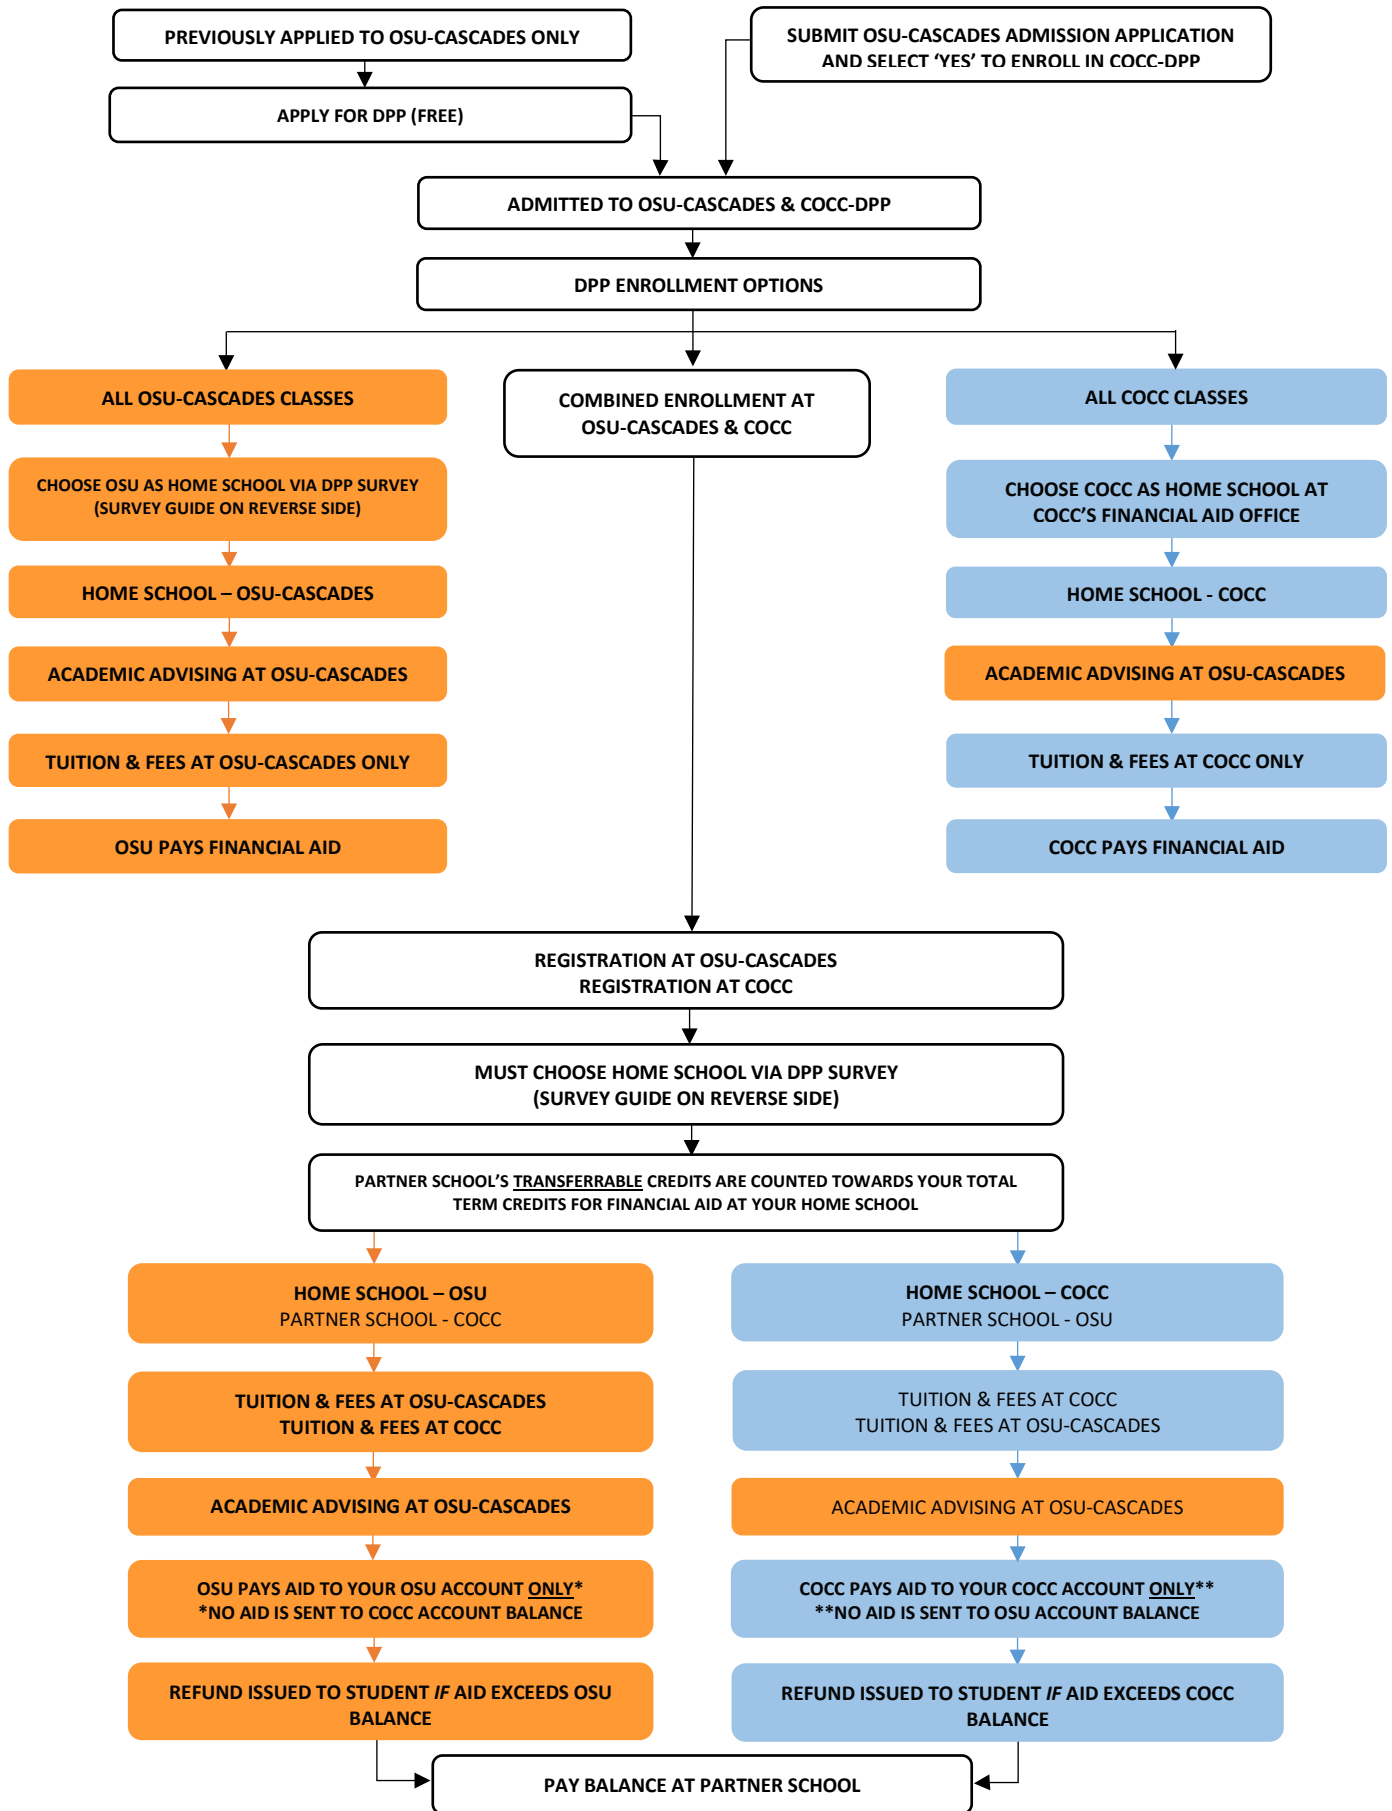 PREVIOUSLY APPLIED TO OSU-CASCADES ONLY
SUBMIT OSU-CASCADES ADMISSION APPLICATION
AND SELECT ‘YES’ TO ENROLL IN COCC-DPP
APPLY FOR DPP (FREE)
ADMITTED TO OSU-CASCADES & COCC-DPP
DPP ENROLLMENT OPTIONS
ALL OSU-CASCADES CLASSES
CHOOSE OSU AS HOME SCHOOL VIA DPP SURVEY
(SURVEY GUIDE ON REVERSE SIDE)
HOME SCHOOL – OSU-CASCADES
ACADEMIC ADVISING AT OSU-CASCADES
TUITION & FEES AT OSU-CASCADES ONLY
OSU PAYS FINANCIAL AID
COMBINED ENROLLMENT AT
OSU-CASCADES & COCC
ALL COCC CLASSES
CHOOSE COCC AS HOME SCHOOL AT
COCC’S FINANCIAL AID OFFICE
HOME SCHOOL - COCC
ACADEMIC ADVISING AT OSU-CASCADES
TUITION & FEES AT COCC ONLY
COCC PAYS FINANCIAL AID
REGISTRATION AT OSU-CASCADES
REGISTRATION AT COCC
MUST CHOOSE HOME SCHOOL VIA DPP SURVEY
(SURVEY GUIDE ON REVERSE SIDE)
PARTNER SCHOOL’S TRANSFERRABLE CREDITS ARE COUNTED TOWARDS YOUR TOTAL
TERM CREDITS FOR FINANCIAL AID AT YOUR HOME SCHOOL
HOME SCHOOL – OSU
PARTNER SCHOOL - COCC
TUITION & FEES AT OSU-CASCADES
TUITION & FEES AT COCC
ACADEMIC ADVISING AT OSU-CASCADES
OSU PAYS AID TO YOUR OSU ACCOUNT ONLY*
*NO AID IS SENT TO COCC ACCOUNT BALANCE
REFUND ISSUED TO STUDENT IF AID EXCEEDS OSU
BALANCE
HOME SCHOOL – COCC
PARTNER SCHOOL - OSU
TUITION & FEES AT COCC
TUITION & FEES AT OSU-CASCADES
ACADEMIC ADVISING AT OSU-CASCADES
COCC PAYS AID TO YOUR COCC ACCOUNT ONLY**
**NO AID IS SENT TO OSU ACCOUNT BALANCE
REFUND ISSUED TO STUDENT IF AID EXCEEDS COCC
BALANCE
PAY BALANCE AT PARTNER SCHOOL